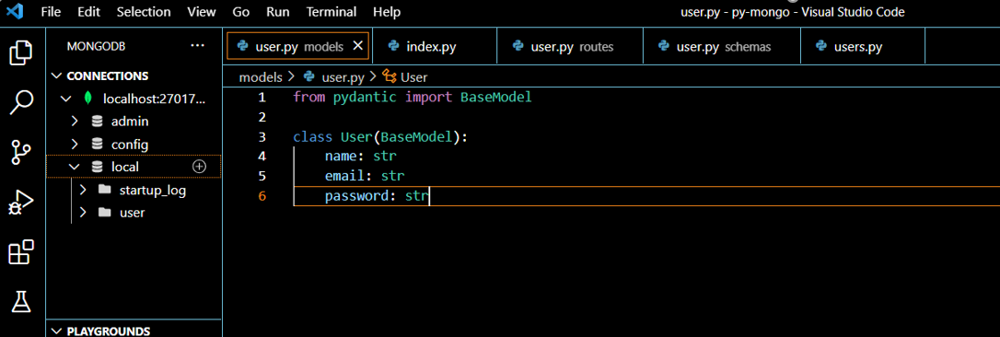 File Edit Selection View Go Run Terminal Help
user.py - py-mongo - Visual Studio Code
MONGODB ...
user.py models
index.py
user.py routes
user.py schemas
users.py
CONNECTIONS
localhost:27017...
admin
config
local
startup_log
user
PLAYGROUNDS
models > user.py > User
1 from pydantic import BaseModel
2
3 class User(BaseModel):
4 name: str
5 email: str
6 password: str